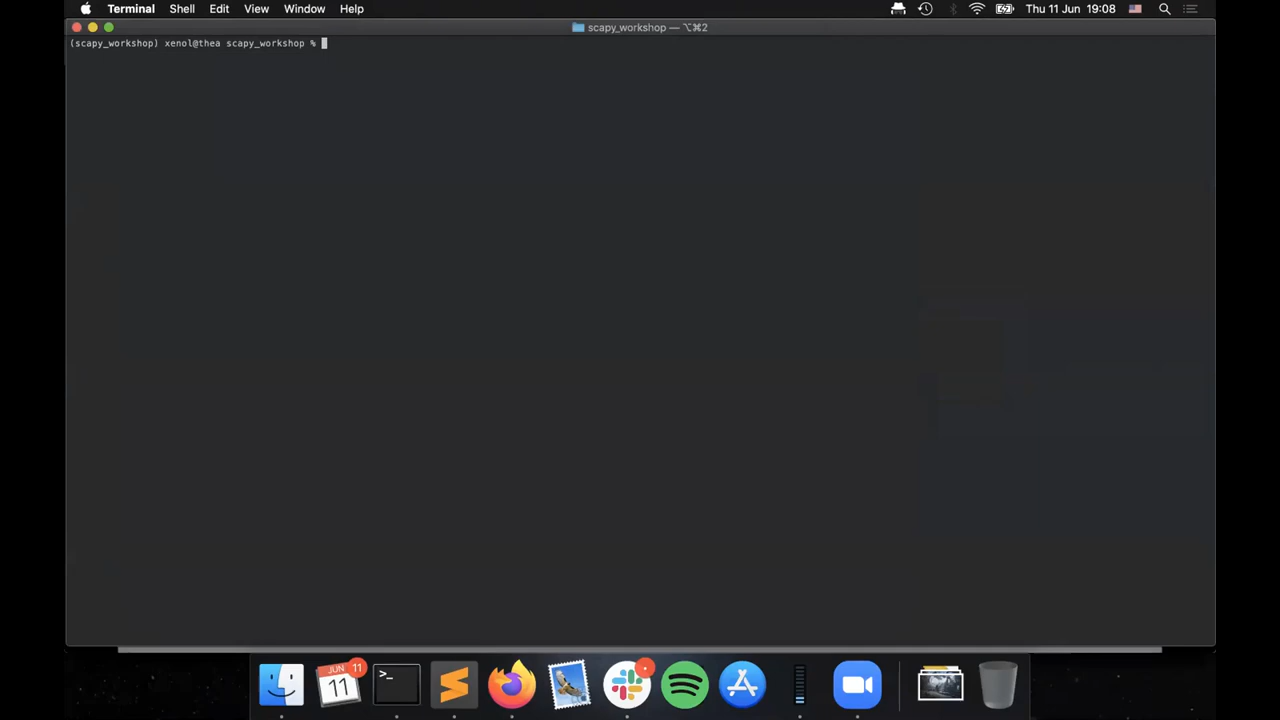 Terminal Shell Edit View Window Help Thu 11 Jun 19:08
scapy_workshop — ⌥⌘2
(scapy_workshop) xenol@thea scapy_workshop %
JUN 11
11
>_